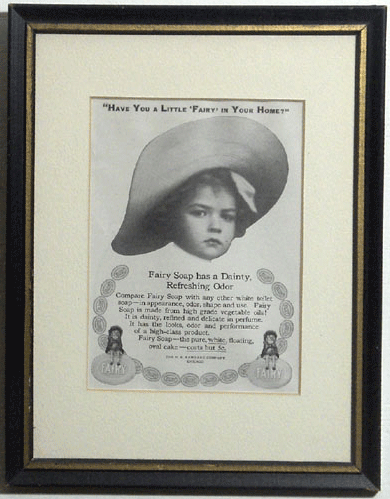 "HAVE YOU A LITTLE 'FAIRY' IN YOUR HOME?"
Fairy Soap has a Dainty,
Refreshing Odor
Compare Fairy Soap with any other white toilet
soap—in appearance, odor, shape and use. Fairy
Soap is made from high grade vegetable oils!
It is dainty, refined and delicate in perfume.
It has the looks, odor and performance
of a high-class product.
Fairy Soap—the pure, white, floating,
oval cake—costs but 5c.
THE N. K. FAIRBANK COMPANY
CHICAGO
FAIRY
FAIRY